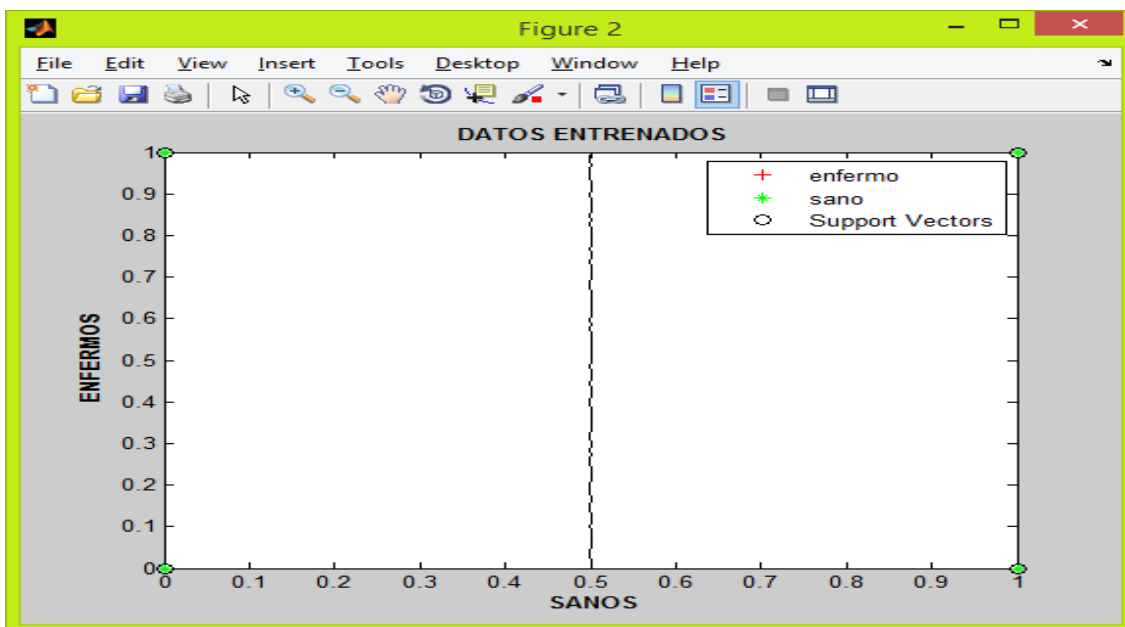 Figure 2
File Edit View Insert Tools Desktop Window Help
DATOS ENTRENADOS
enfermo
sano
Support Vectors
ENFERMOS
1
0.9
0.8
0.7
0.6
0.5
0.4
0.3
0.2
0.1
0
0 0.1 0.2 0.3 0.4 0.5 0.6 0.7 0.8 0.9 1
SANOS